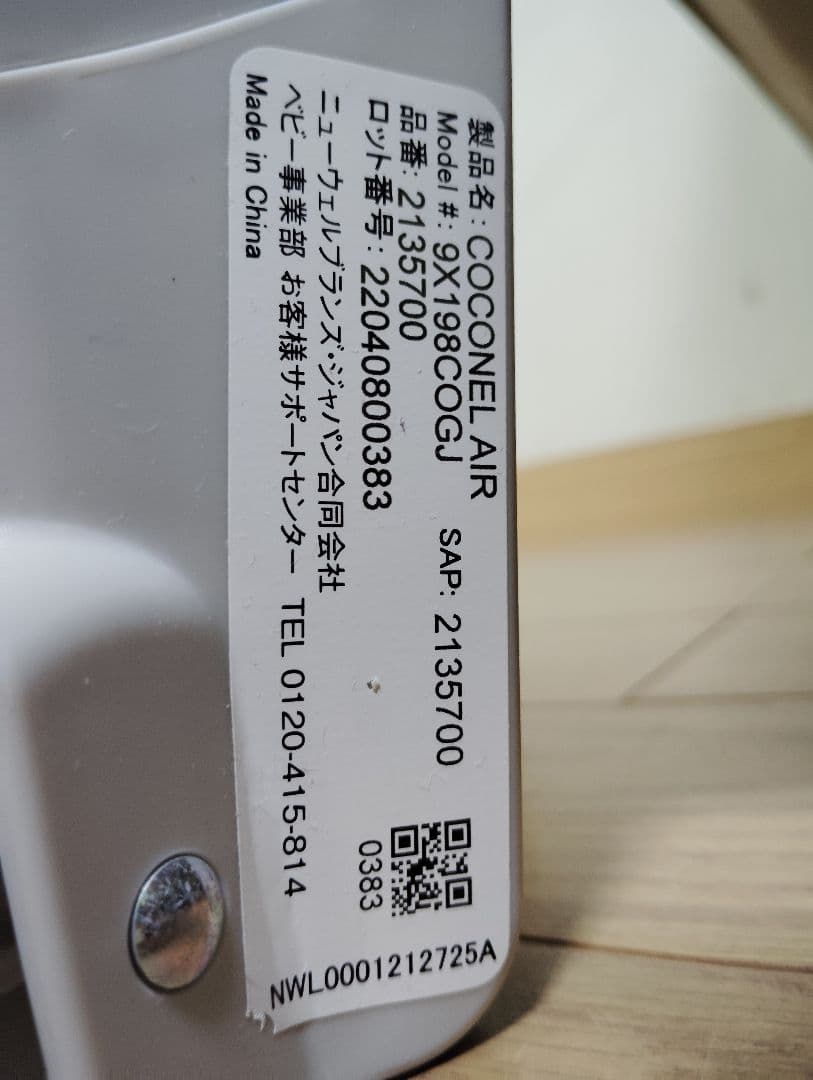 製品名：COCONEL AIR
Model #: 9X198COGJ SAP: 2135700
品番: 2135700
ロット番号: 22040800383
0383
ニューウェルブランズ・ジャパン合同会社
ベビー事業部 お客様サポートセンター TEL 0120-415-814
Made in China
NWL0001212725A